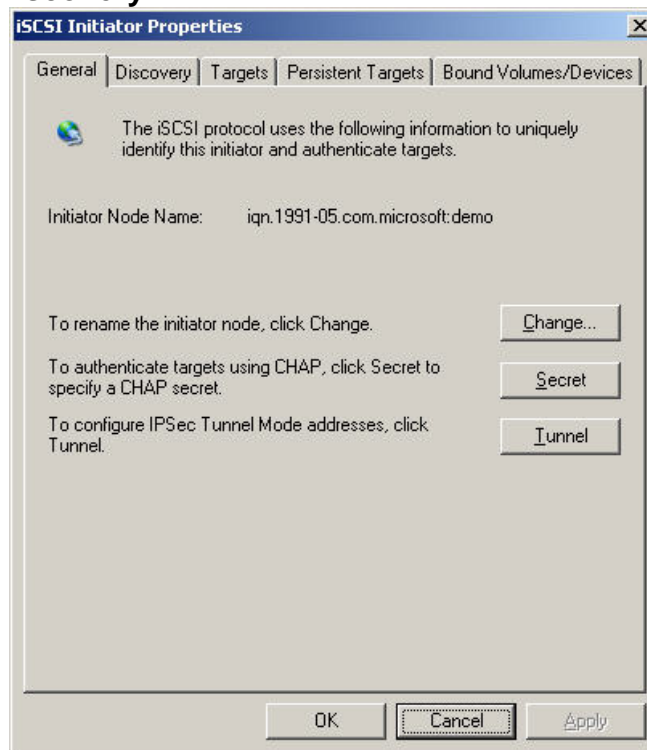 iSCSI Initiator Properties
General Discovery Targets Persistent Targets Bound Volumes/Devices
The iSCSI protocol uses the following information to uniquely
identify this initiator and authenticate targets.
Initiator Node Name: iqn.1991-05.com.microsoft:demo
To rename the initiator node, click Change.
Change...
To authenticate targets using CHAP, click Secret to
specify a CHAP secret.
Secret
To configure IPSec Tunnel Mode addresses, click
Tunnel.
Tunnel
OK Cancel Apply